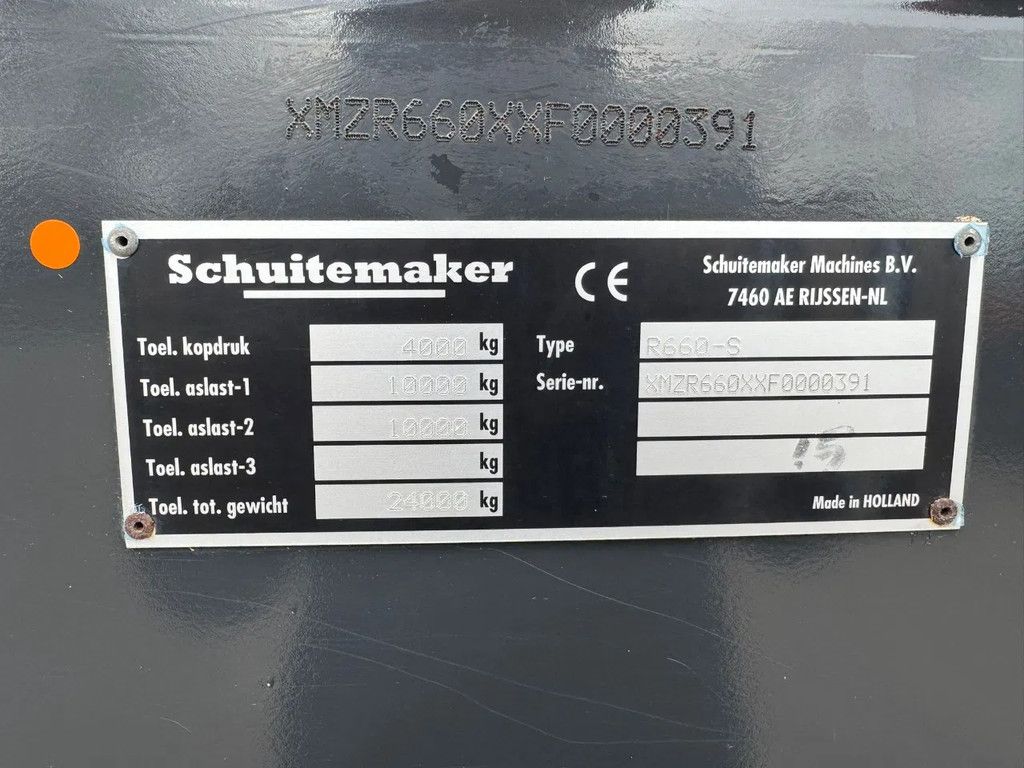 XMZR660XXF0000391
Schuitemaker CE
Schuitemaker Machines B.V.
7460 AE RIJSSEN-NL
Toel. kopdruk 4000 kg
Toel. aslast-1 10000 kg
Toel. aslast-2 10000 kg
Toel. aslast-3 kg
Toel. tot. gewicht 24000 kg
Type R660-S
Serie-nr. XMZR660XXF0000391
15
Made in HOLLAND